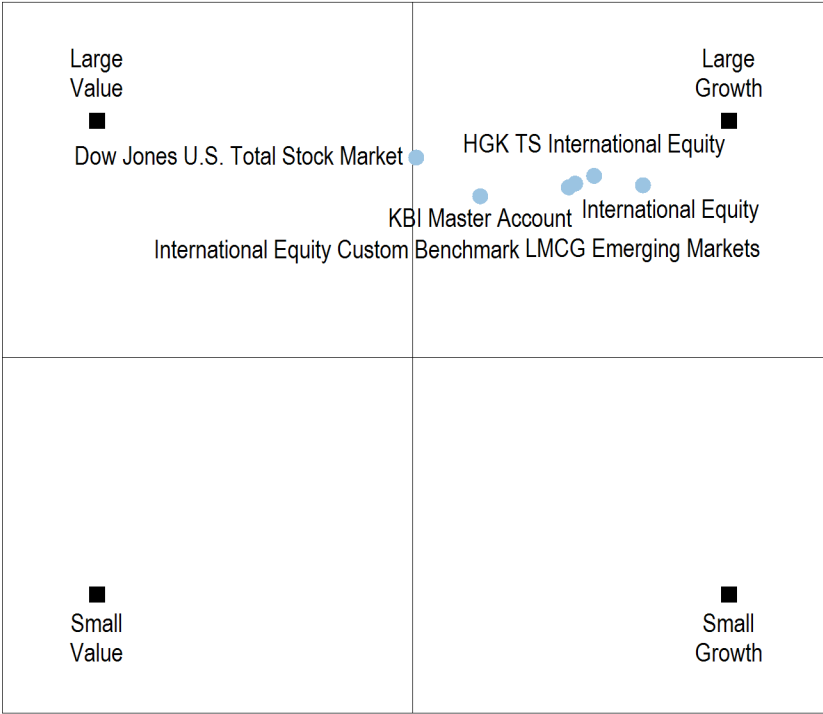 Large
Value
Large
Growth
HGK TS International Equity
Dow Jones U.S. Total Stock Market
International Equity
KBI Master Account
International Equity Custom Benchmark
LMCG Emerging Markets
Small
Value
Small
Growth